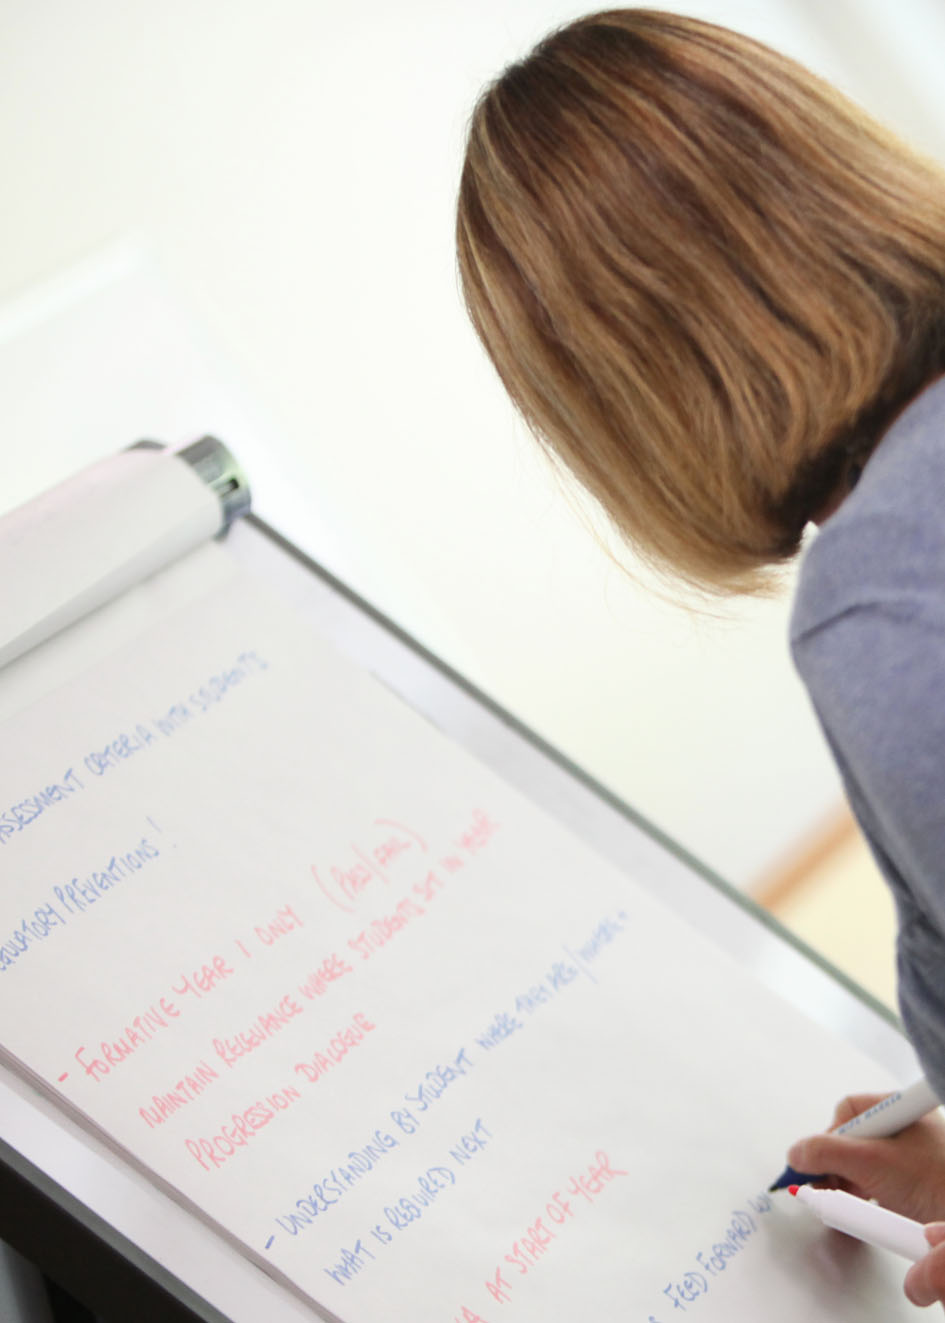 ASSESSMENT CRITERIA WITH STUDENTS
PREVENTIONS!
- FORMATIVE YEAR 1 ONLY (PASS/FAIL)
MAINTAIN RELEVANCE WHERE STUDENTS SIT IN YEAR
PROGRESSION DIALOGUE
- UNDERSTANDING BY STUDENT WHERE THEY ARE/
WHAT IS REQUIRED NEXT
AT START OF YEAR
FEED FORWARD